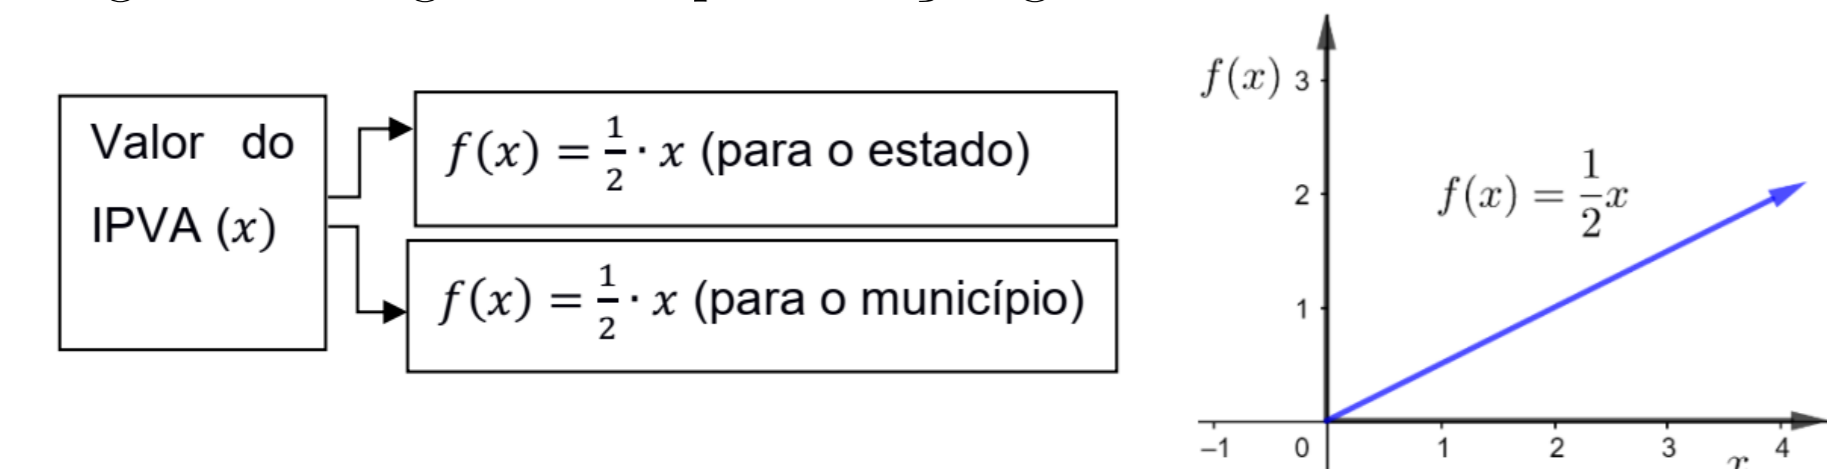 Valor do
IPVA (x)
f(x) = 1/2 · x (para o estado)
f(x) = 1/2 · x (para o município)
f(x)
3
f(x) = 1/2 x
2
1
–1 0 1 2 3 x 4